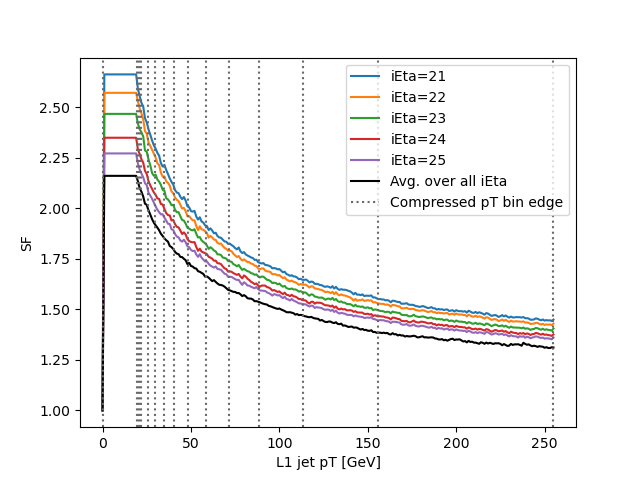 iEta=21
iEta=22
iEta=23
iEta=24
iEta=25
Avg. over all iEta
Compressed pT bin edge
SF
2.50
2.25
2.00
1.75
1.50
1.25
1.00
0 50 100 150 200 250
L1 jet pT [GeV]